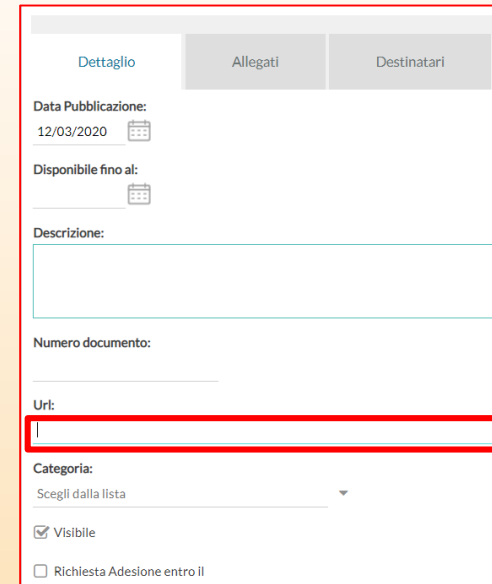 Dettaglio Allegati Destinatari
Data Pubblicazione:
12/03/2020
Disponibile fino al:
Descrizione:
Numero documento:
Url:
Categoria:
Scegli dalla lista
Visibile
Richiesta Adesione entro il